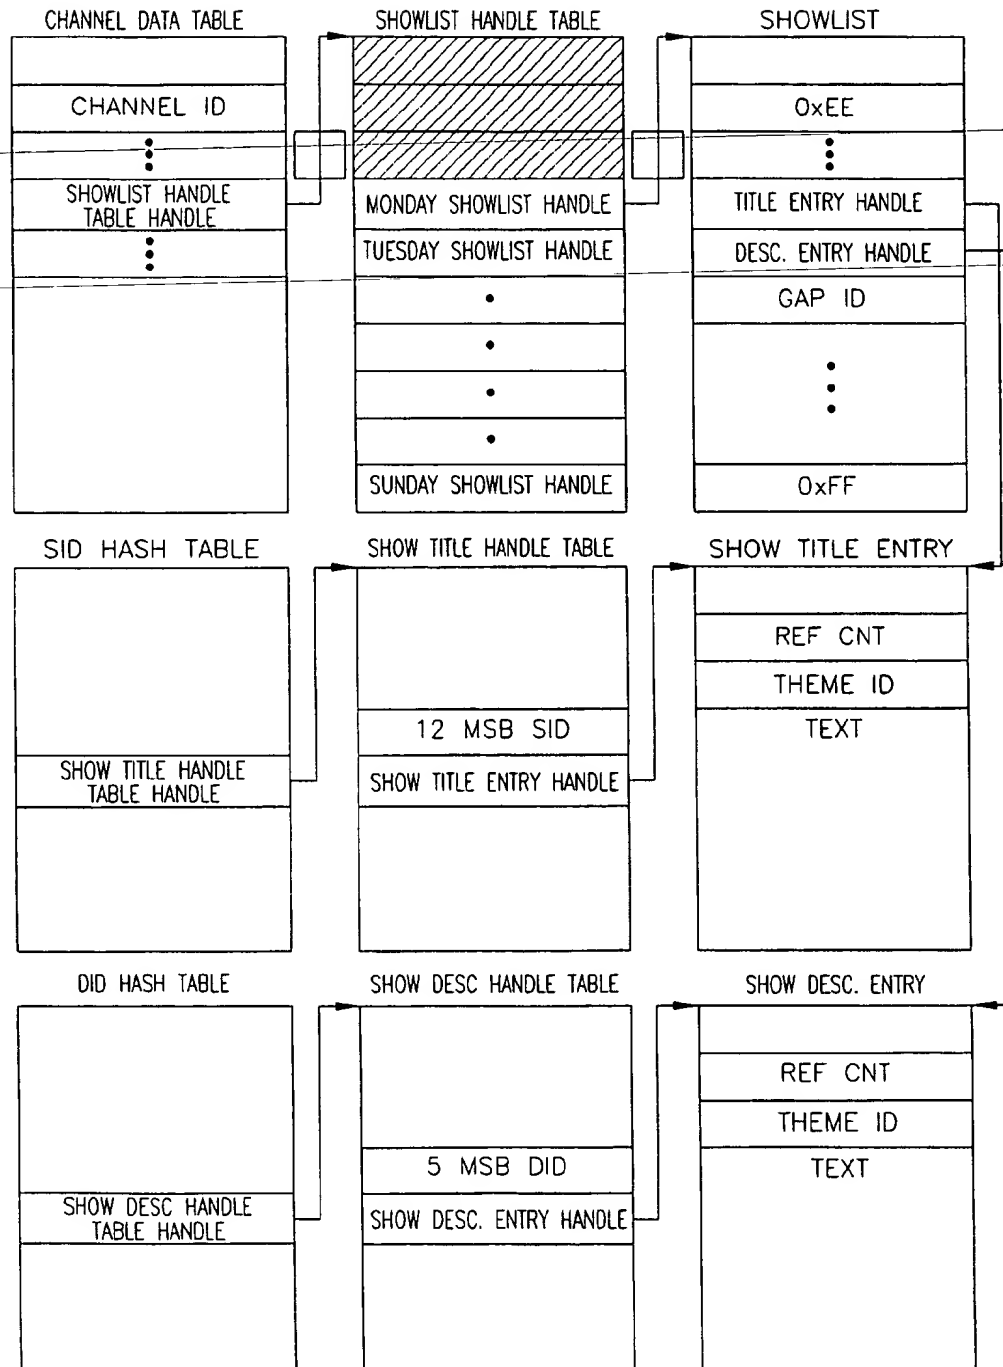 CHANNEL DATA TABLE
CHANNEL ID
SHOWLIST HANDLE
TABLE HANDLE
SHOWLIST HANDLE TABLE
MONDAY SHOWLIST HANDLE
TUESDAY SHOWLIST HANDLE
SUNDAY SHOWLIST HANDLE
SHOWLIST
0xEE
TITLE ENTRY HANDLE
DESC. ENTRY HANDLE
GAP ID
0xFF
SID HASH TABLE
SHOW TITLE HANDLE
TABLE HANDLE
SHOW TITLE HANDLE TABLE
12 MSB SID
SHOW TITLE ENTRY HANDLE
SHOW TITLE ENTRY
REF CNT
THEME ID
TEXT
DID HASH TABLE
SHOW DESC HANDLE
TABLE HANDLE
SHOW DESC HANDLE TABLE
5 MSB DID
SHOW DESC. ENTRY HANDLE
SHOW DESC. ENTRY
REF CNT
THEME ID
TEXT